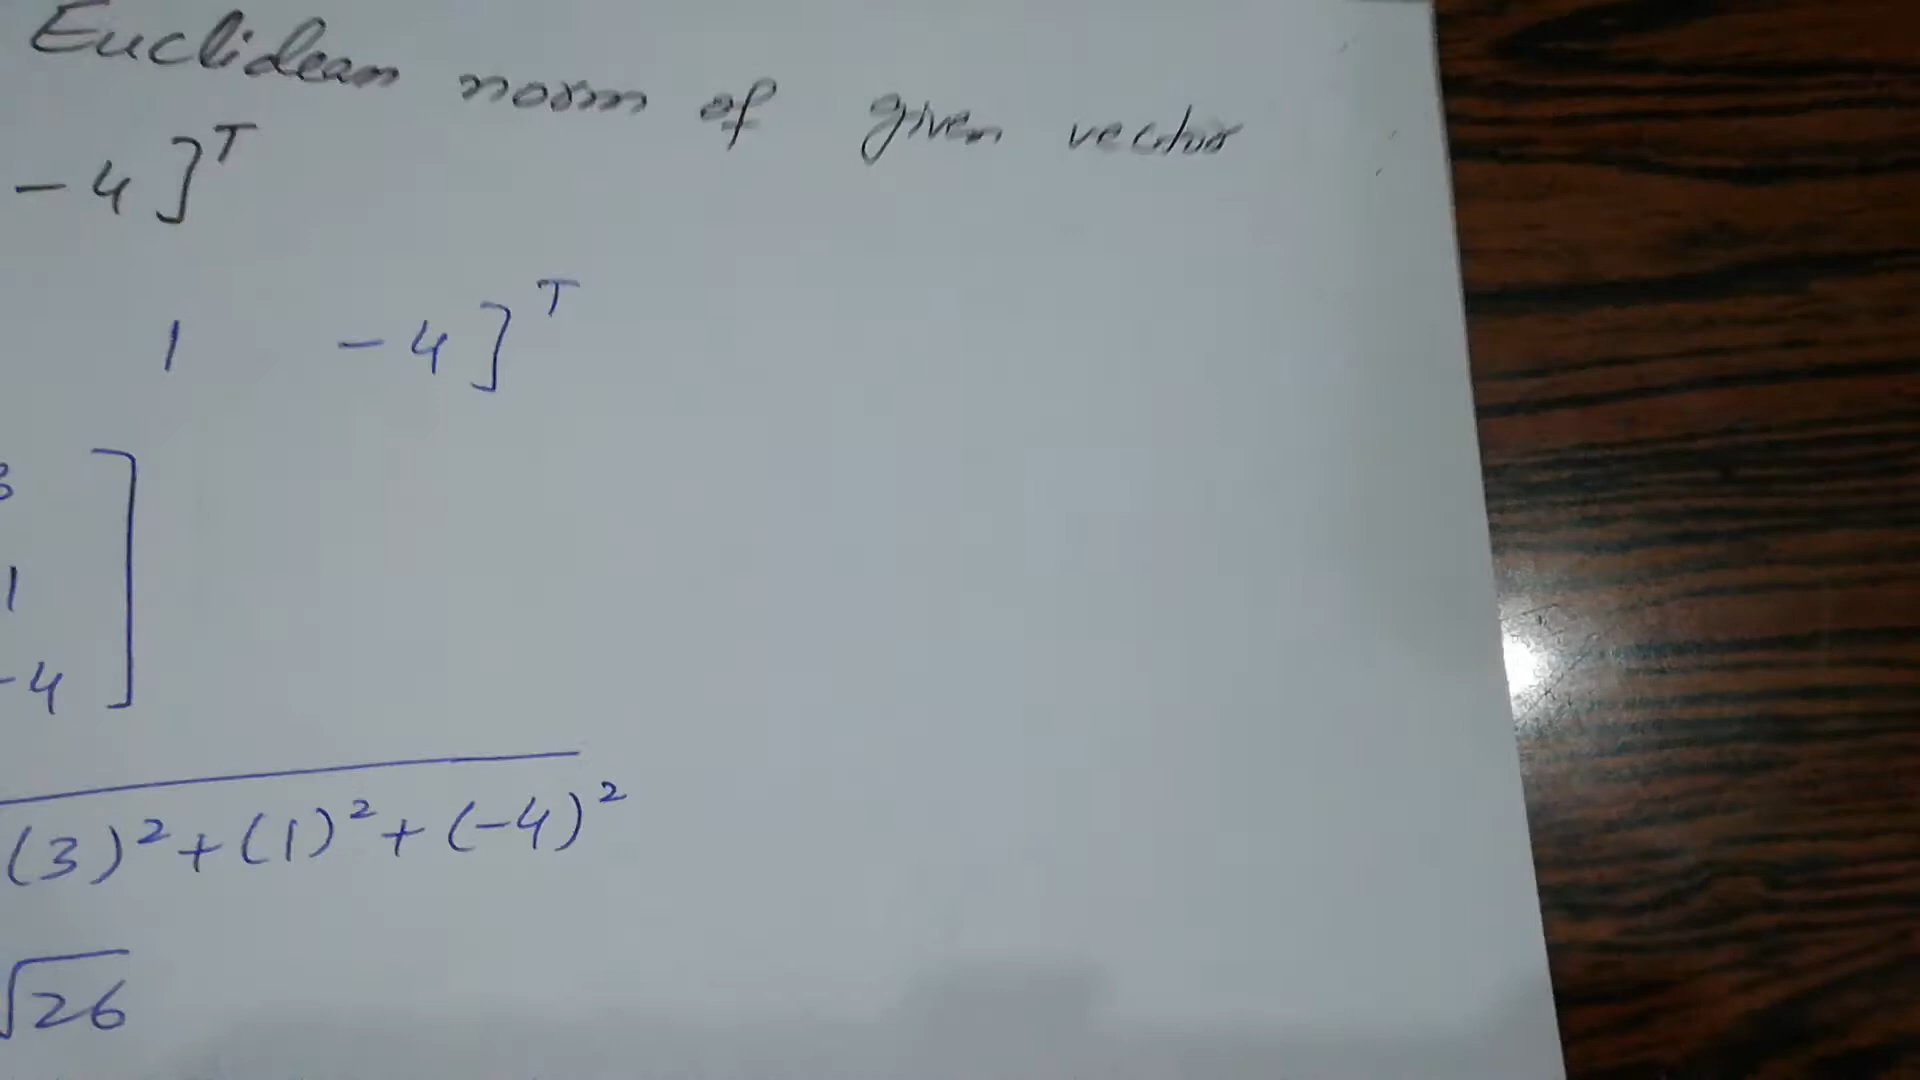 Euclidean norm of given vector
- 4 ]ᵀ
1 - 4 ]ᵀ
3
1
-4 ]
(3)² + (1)² + (-4)²
√26